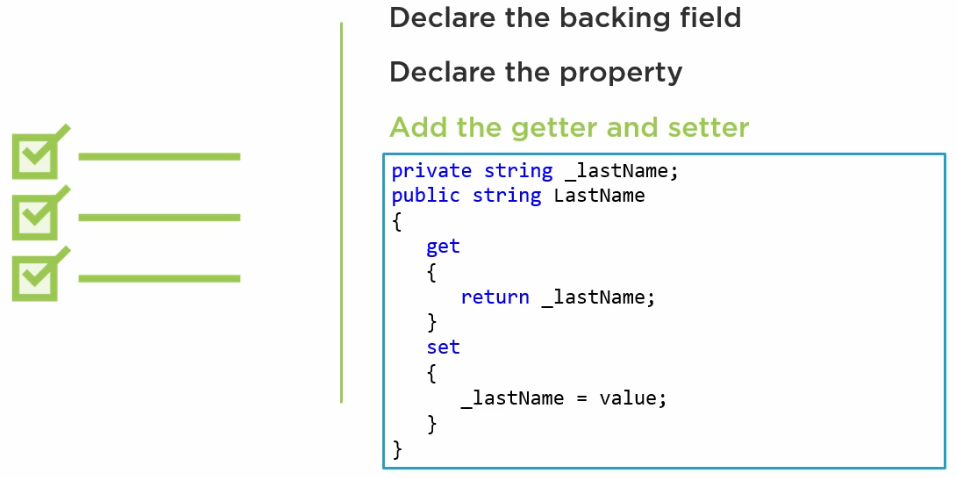 Declare the backing field
Declare the property
Add the getter and setter
private string _lastName;
public string LastName
{
   get
   {
      return _lastName;
   }
   set
   {
      _lastName = value;
   }
}